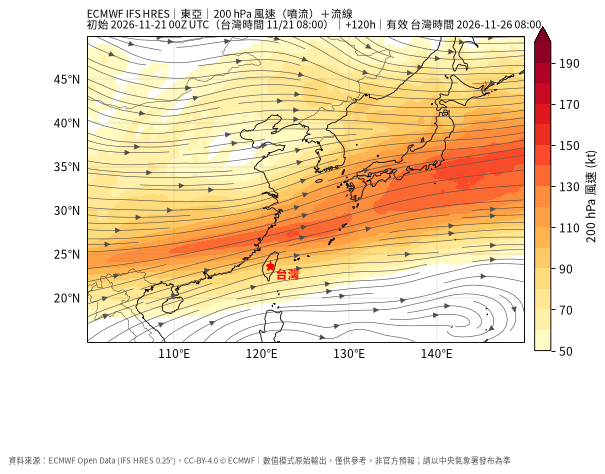 ECMWF IFS HRES｜東亞｜200 hPa 風速（噴流）＋流線
初始 2026-11-21 00Z UTC（台灣時間 11/21 08:00）｜+120h｜有效 台灣時間 2026-11-26 08:00
45°N
40°N
35°N
30°N
25°N
20°N
110°E
120°E
130°E
140°E
台灣
190
170
150
130
110
90
70
50
200 hPa 風速 (kt)
資料來源：ECMWF Open Data (IFS HRES 0.25°)，CC-BY-4.0 © ECMWF｜數值模式原始輸出，僅供參考，非官方預報；請以中央氣象署發布為準